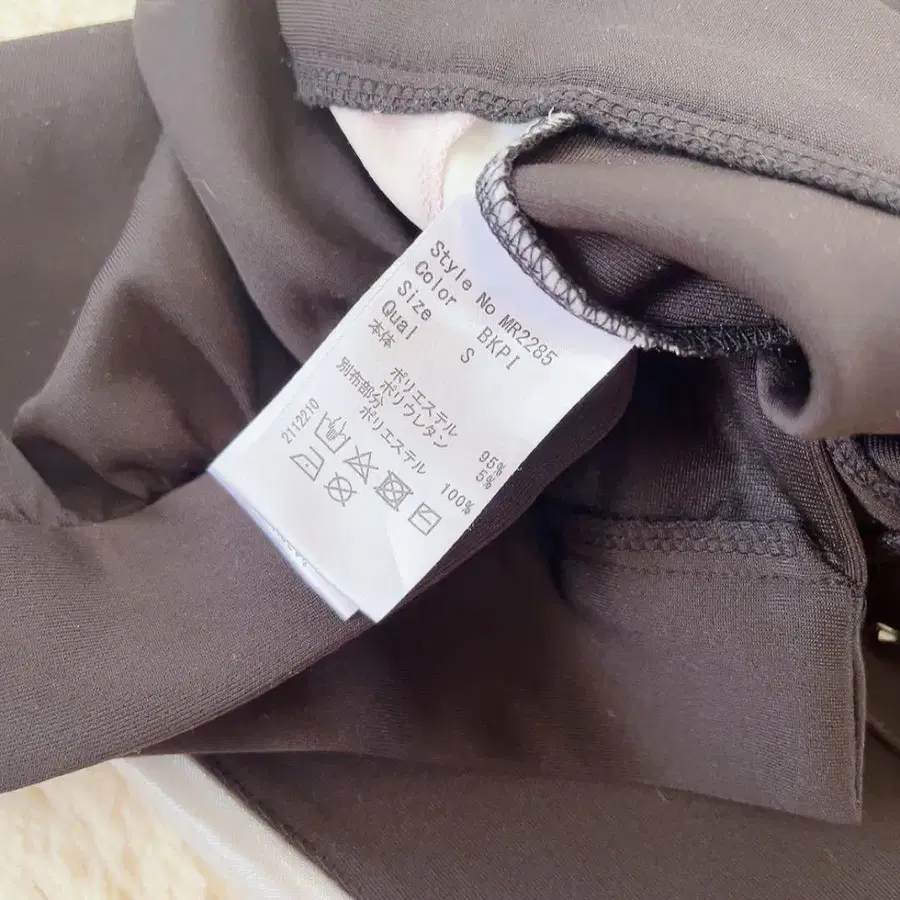 Style No MR2285
Color BKPI
Size S
Qual
本体 ポリエステル 95%
ポリウレタン 5%
別布部分 ポリエステル 100%
2112210